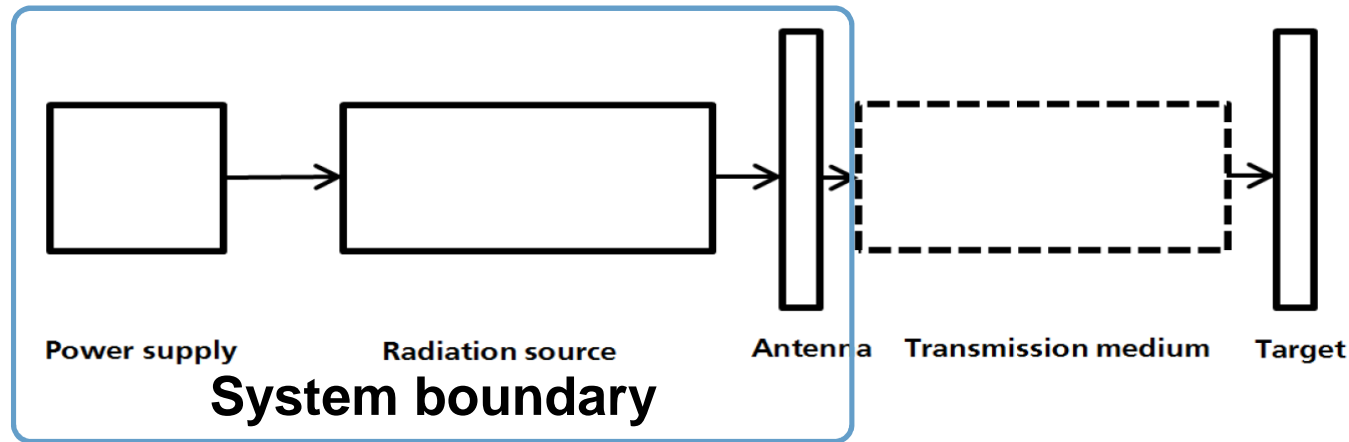 Power supply
Radiation source
Antenna
Transmission medium
Target
System boundary